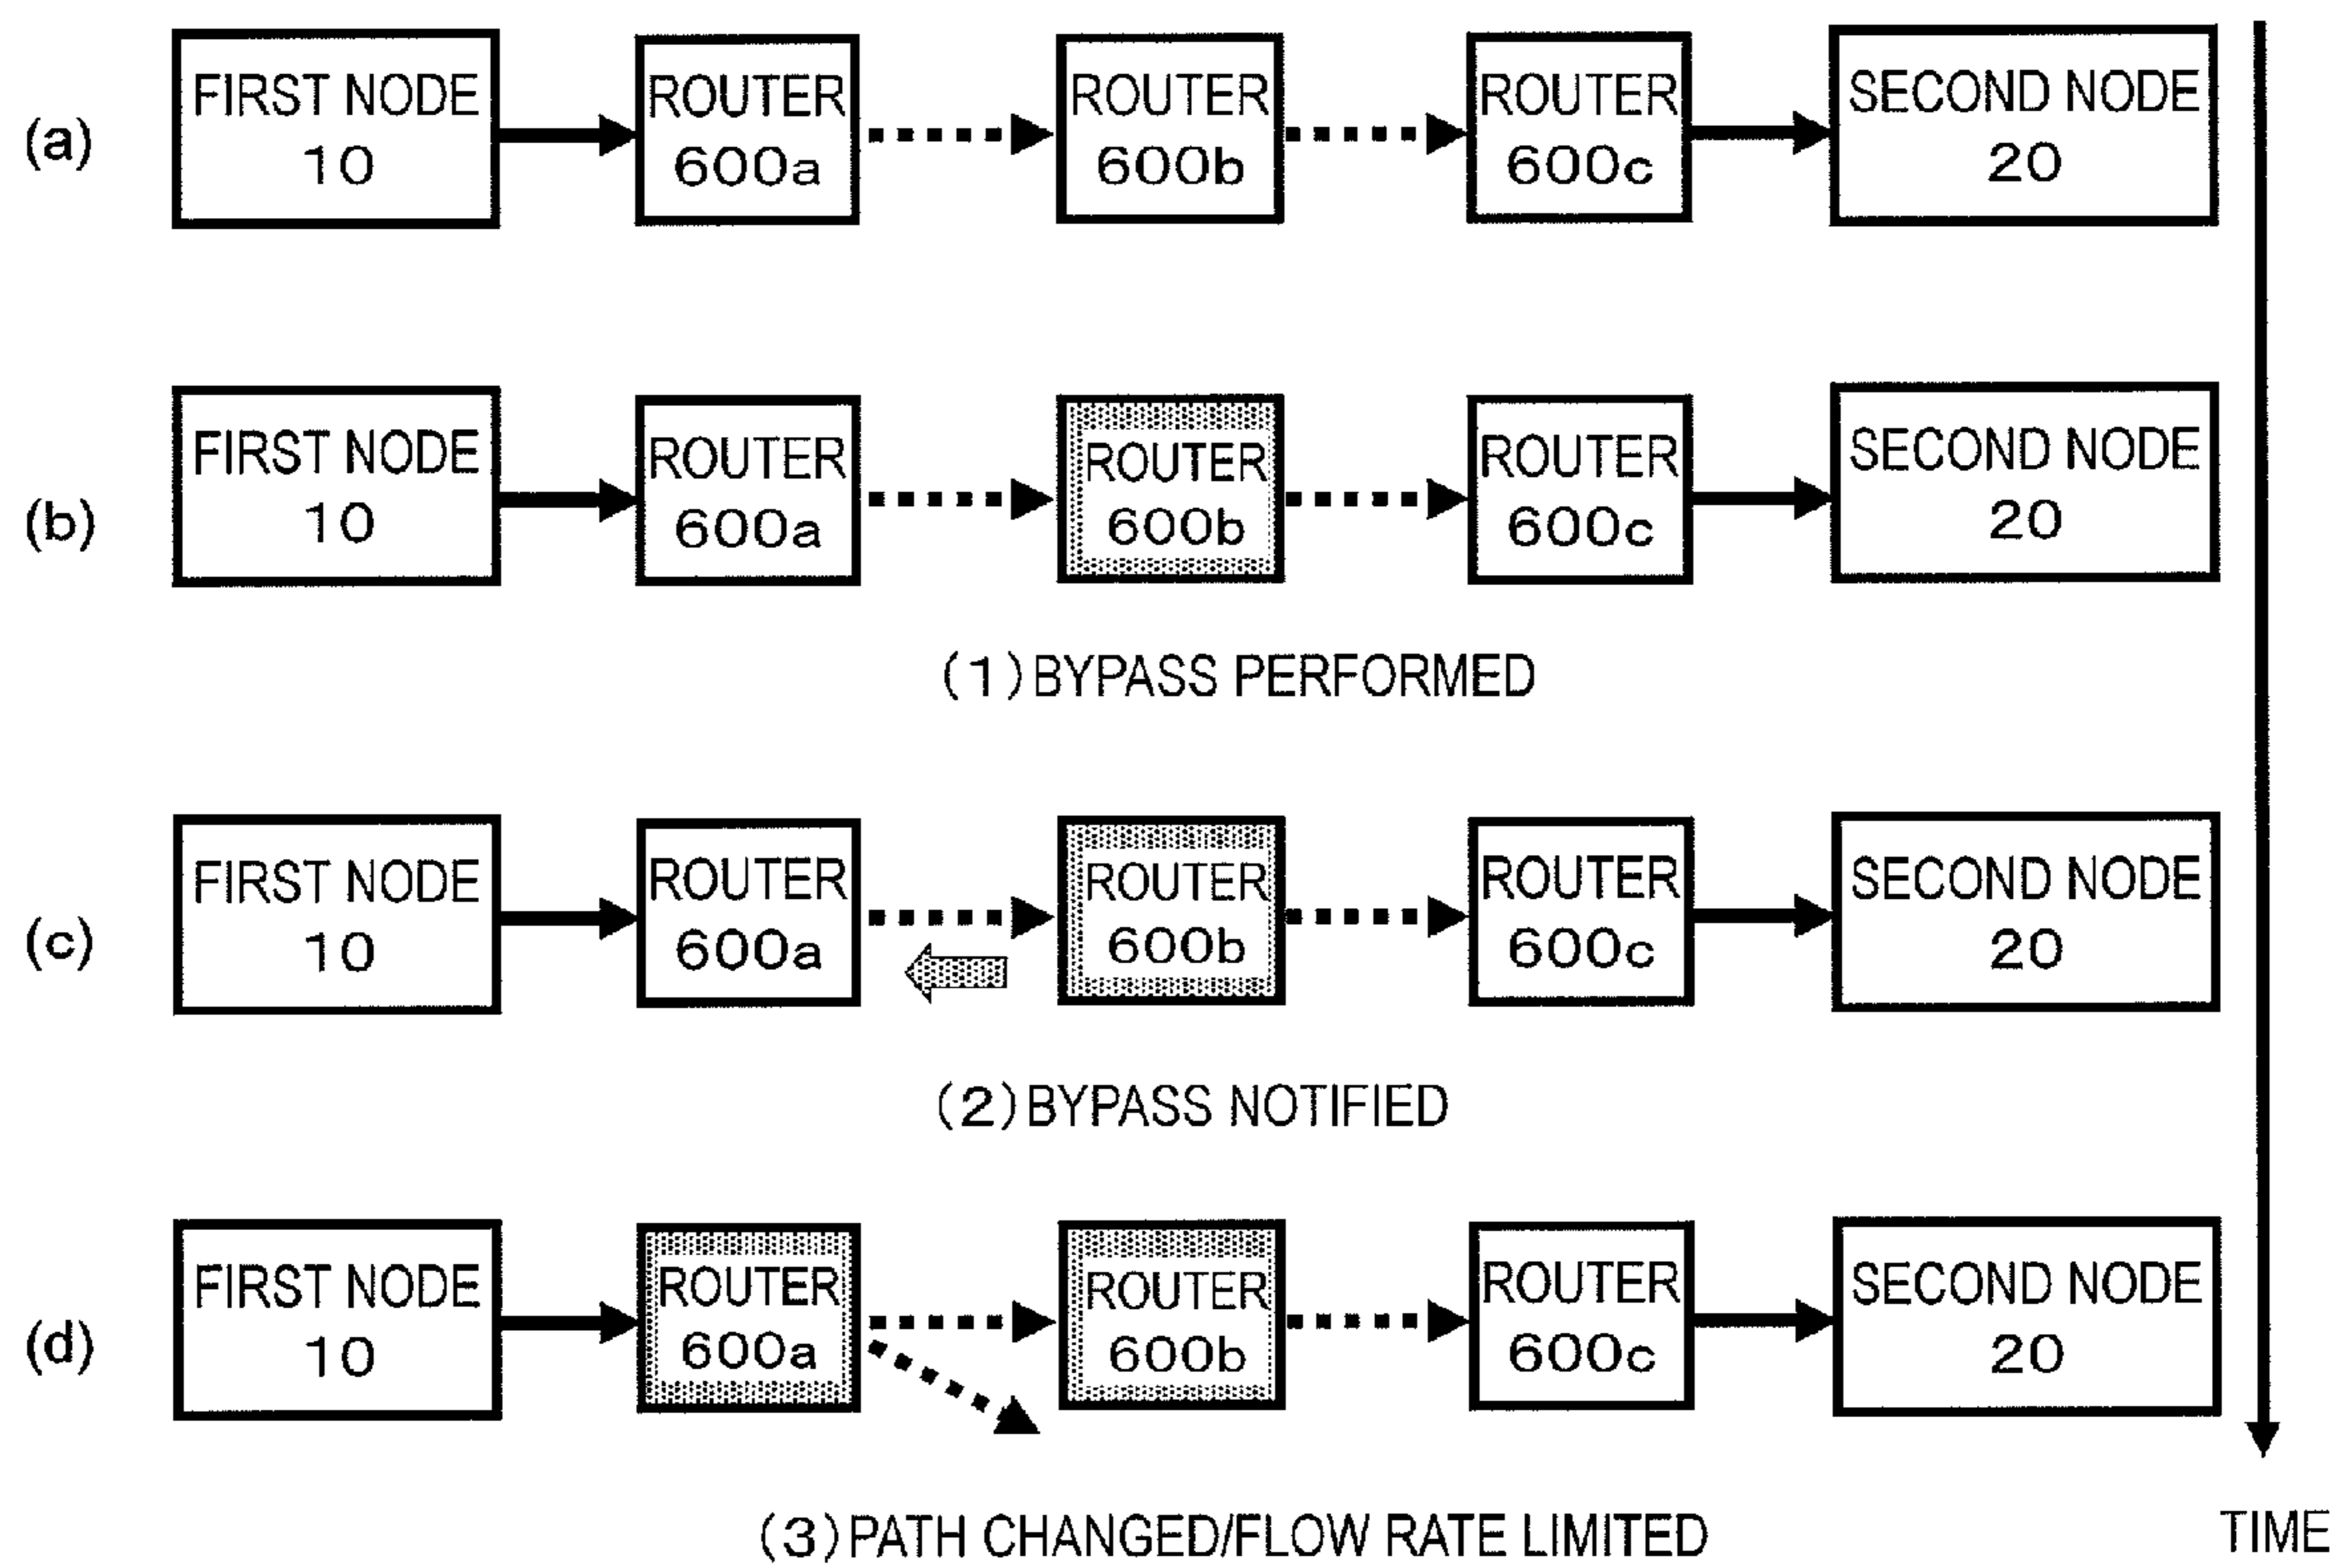 FIRST NODE
10
ROUTER
600a
ROUTER
600b
ROUTER
600c
SECOND NODE
20
(a)
FIRST NODE
10
ROUTER
600a
ROUTER
600b
ROUTER
600c
SECOND NODE
20
(b)
(1)BYPASS PERFORMED
FIRST NODE
10
ROUTER
600a
ROUTER
600b
ROUTER
600c
SECOND NODE
20
(c)
(2)BYPASS NOTIFIED
FIRST NODE
10
ROUTER
600a
ROUTER
600b
ROUTER
600c
SECOND NODE
20
(d)
(3)PATH CHANGED/FLOW RATE LIMITED
TIME